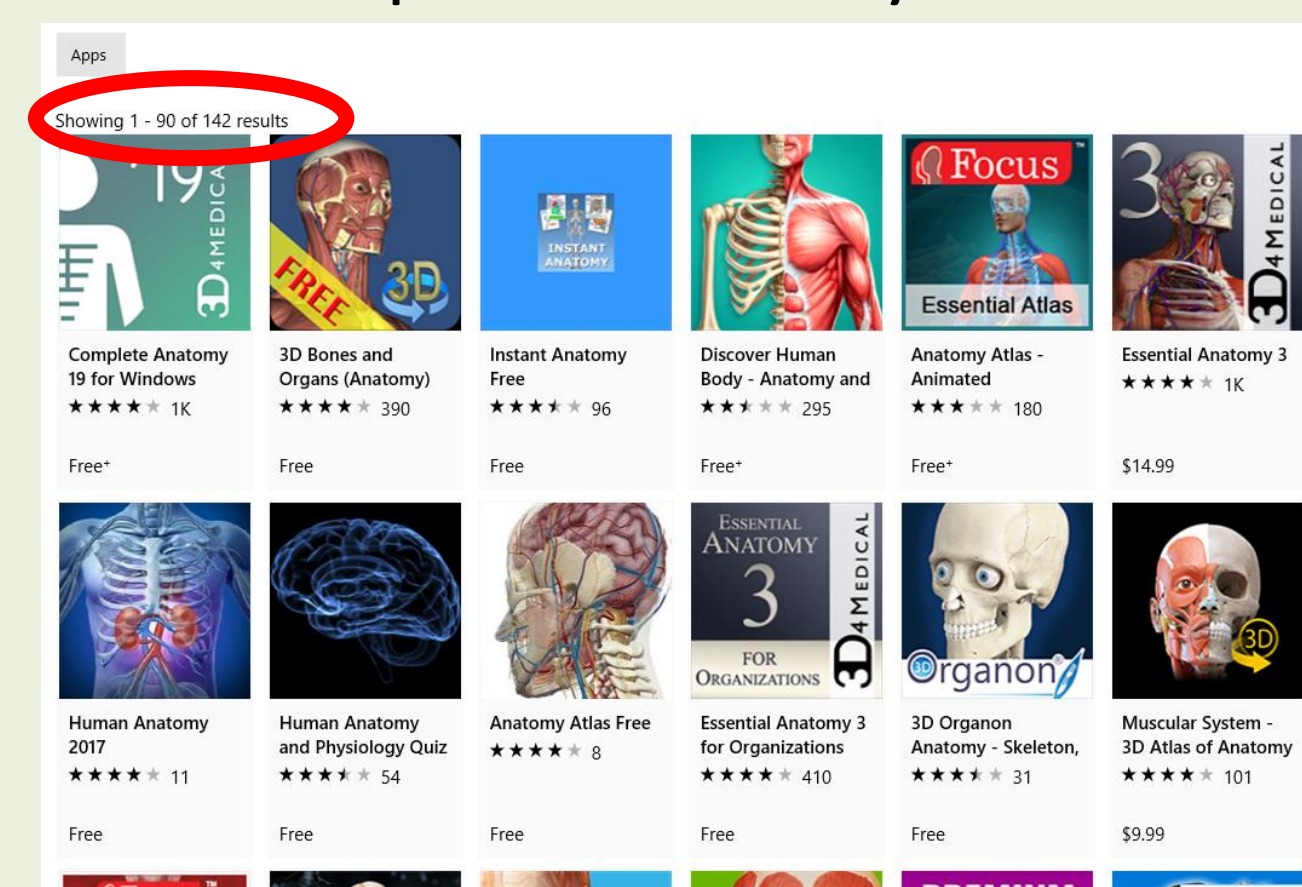 Apps
Showing 1 - 90 of 142 results
'19
3D4MEDICAL
FREE
3D
INSTANT
ANATOMY
Focus™
Essential Atlas
3
3D4MEDICAL
Complete Anatomy
19 for Windows
★★★★★ 1K
Free⁺
3D Bones and
Organs (Anatomy)
★★★★★ 390
Free
Instant Anatomy
Free
★★★★★ 96
Free
Discover Human
Body - Anatomy and
★★★★★ 295
Free⁺
Anatomy Atlas -
Animated
★★★★★ 180
Free⁺
Essential Anatomy 3
★★★★★ 1K
$14.99
ESSENTIAL
ANATOMY
3
FOR
ORGANIZATIONS
3D4MEDICAL
3D Organon®
3D
Human Anatomy
2017
★★★★★ 11
Free
Human Anatomy
and Physiology Quiz
★★★★★ 54
Free
Anatomy Atlas Free
★★★★★ 8
Free
Essential Anatomy 3
for Organizations
★★★★★ 410
Free
3D Organon
Anatomy - Skeleton,
★★★★★ 31
Free
Muscular System -
3D Atlas of Anatomy
★★★★★ 101
$9.99